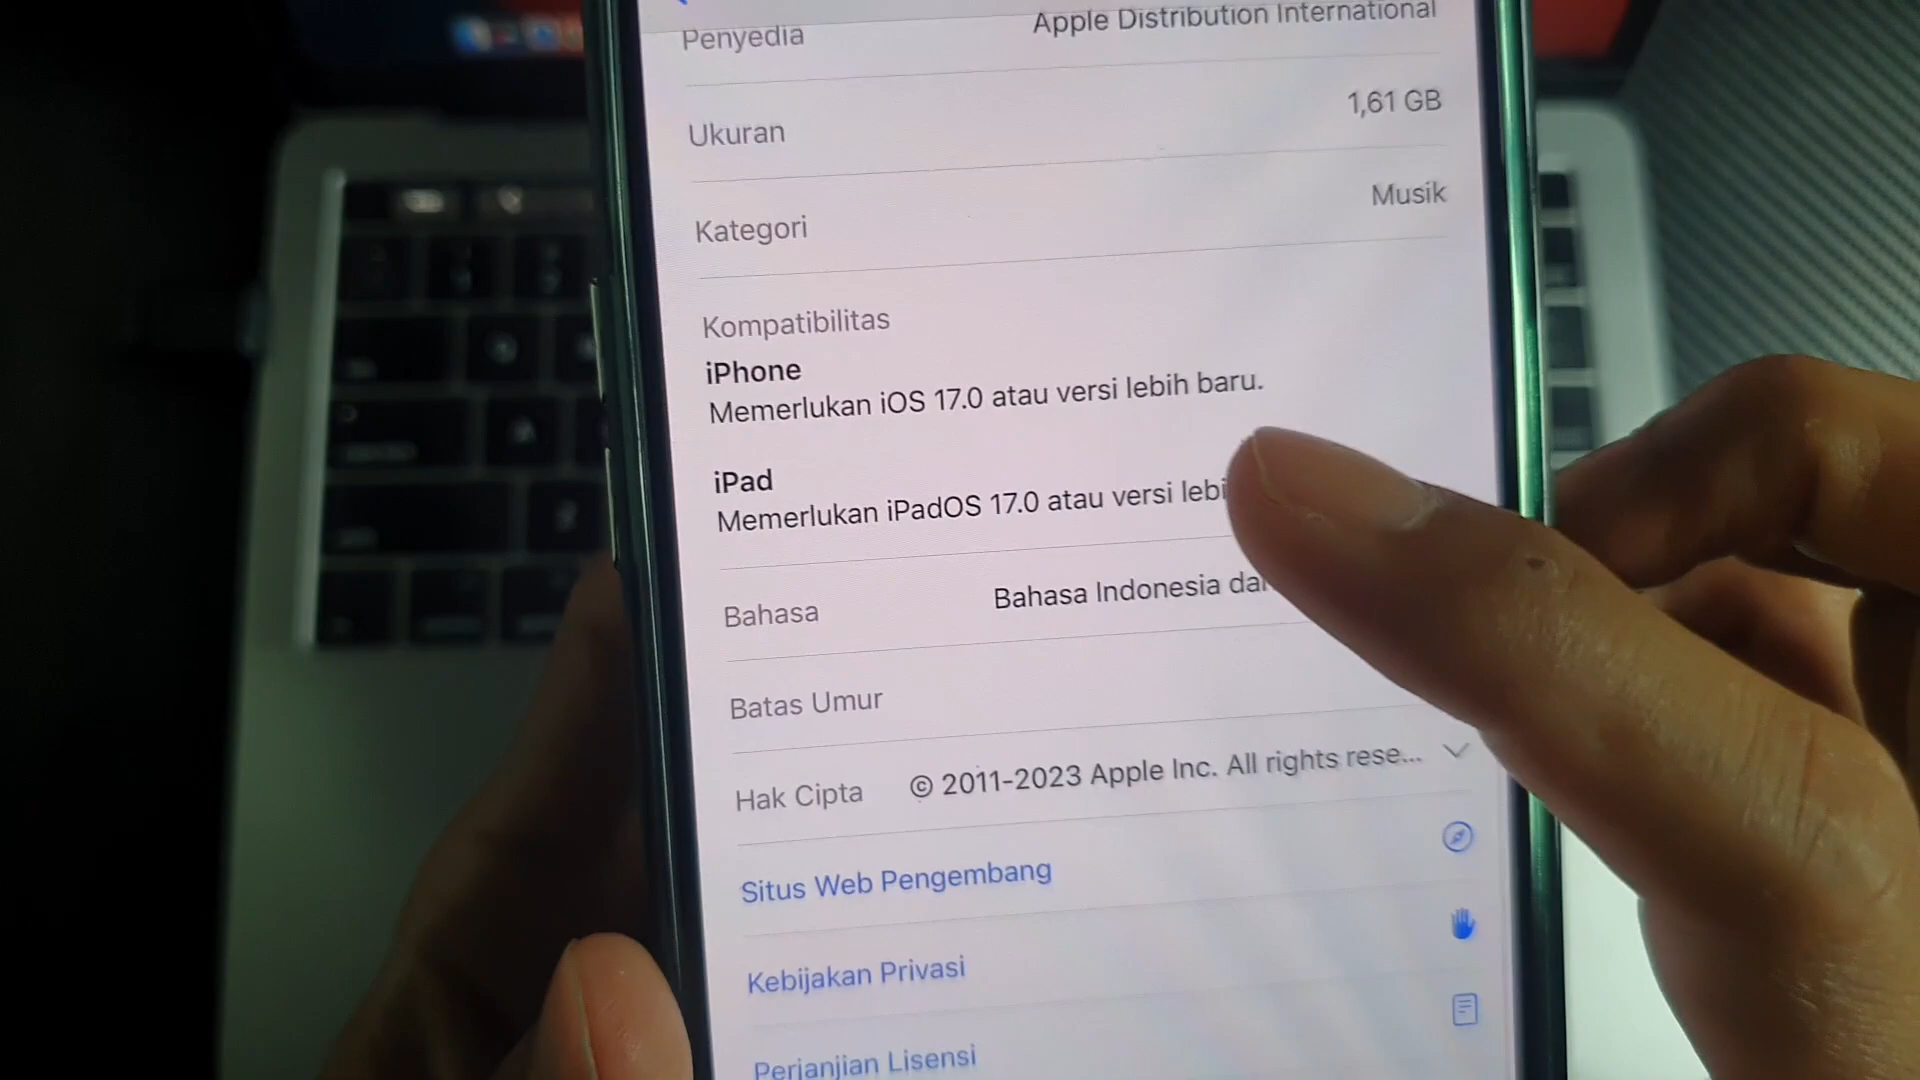 Penyedia
Apple Distribution International
Ukuran
1,61 GB
Kategori
Musik
Kompatibilitas
iPhone
Memerlukan iOS 17.0 atau versi lebih baru.
iPad
Memerlukan iPadOS 17.0 atau versi lebi
Bahasa
Bahasa Indonesia dan
Batas Umur
Hak Cipta
© 2011-2023 Apple Inc. All rights rese...
Situs Web Pengembang
Kebijakan Privasi
Perjanjian Lisensi